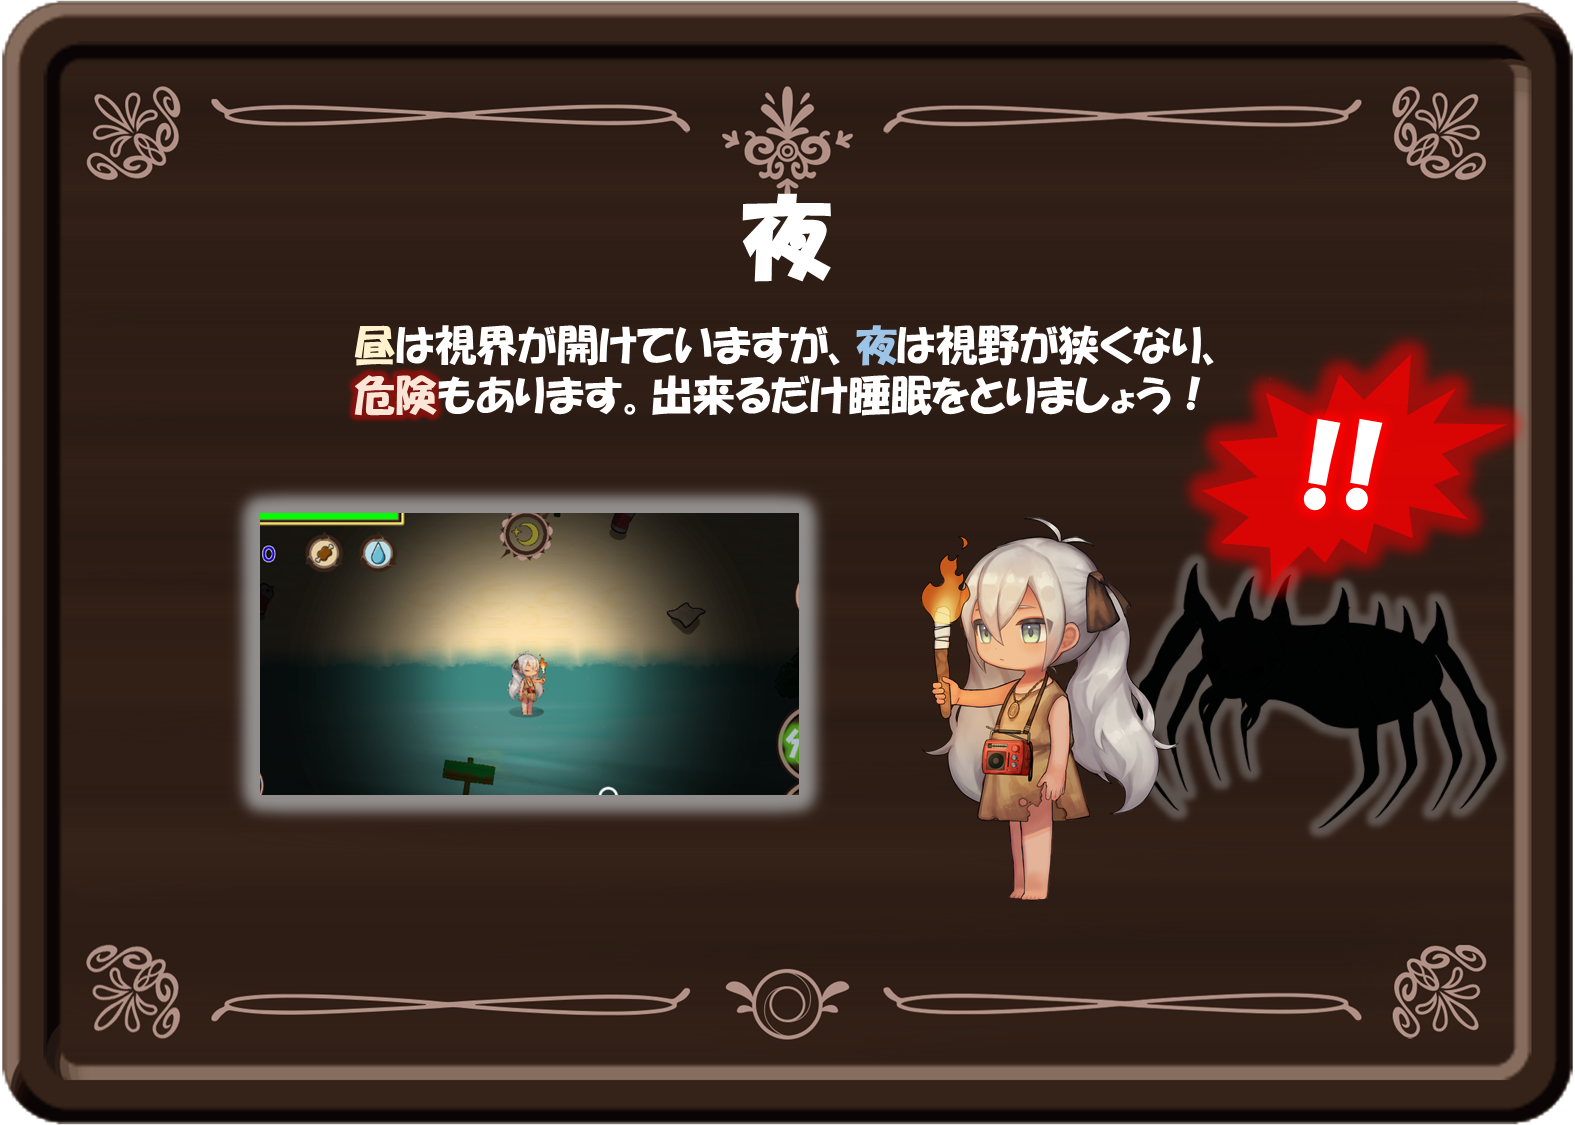 夜
昼は視界が開けていますが、夜は視野が狭くなり、
危険もあります。出来るだけ睡眠をとりましょう！
!!
0